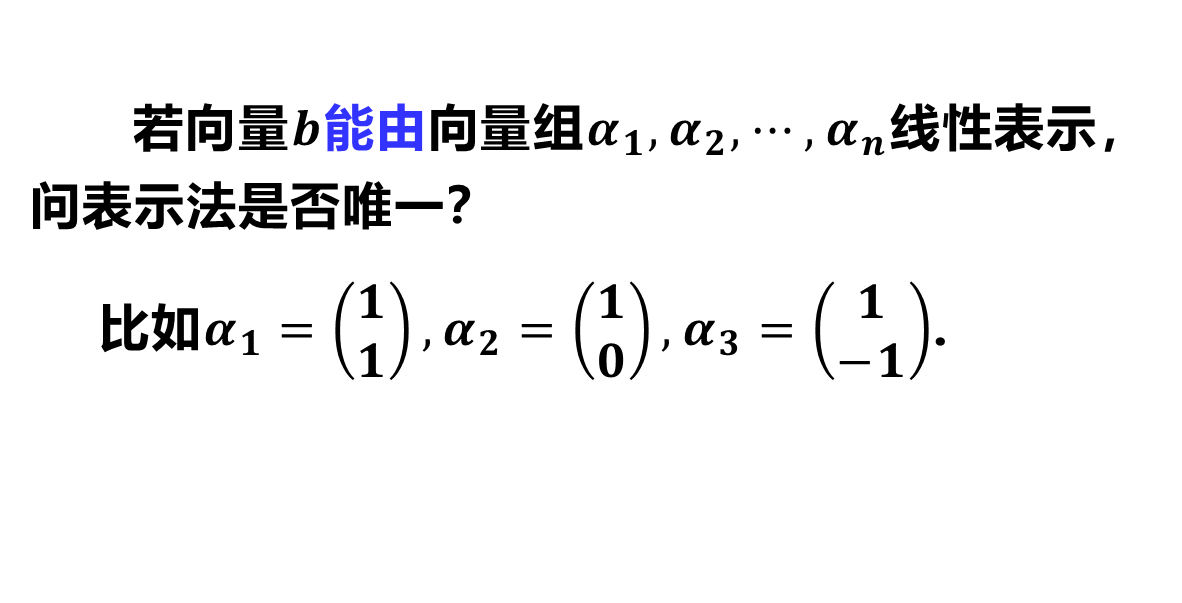 若向量b能由向量组α₁, α₂, ⋯, αₙ线性表示,
问表示法是否唯一?
比如α₁ = (1 1), α₂ = (1 0), α₃ = (1 −1).